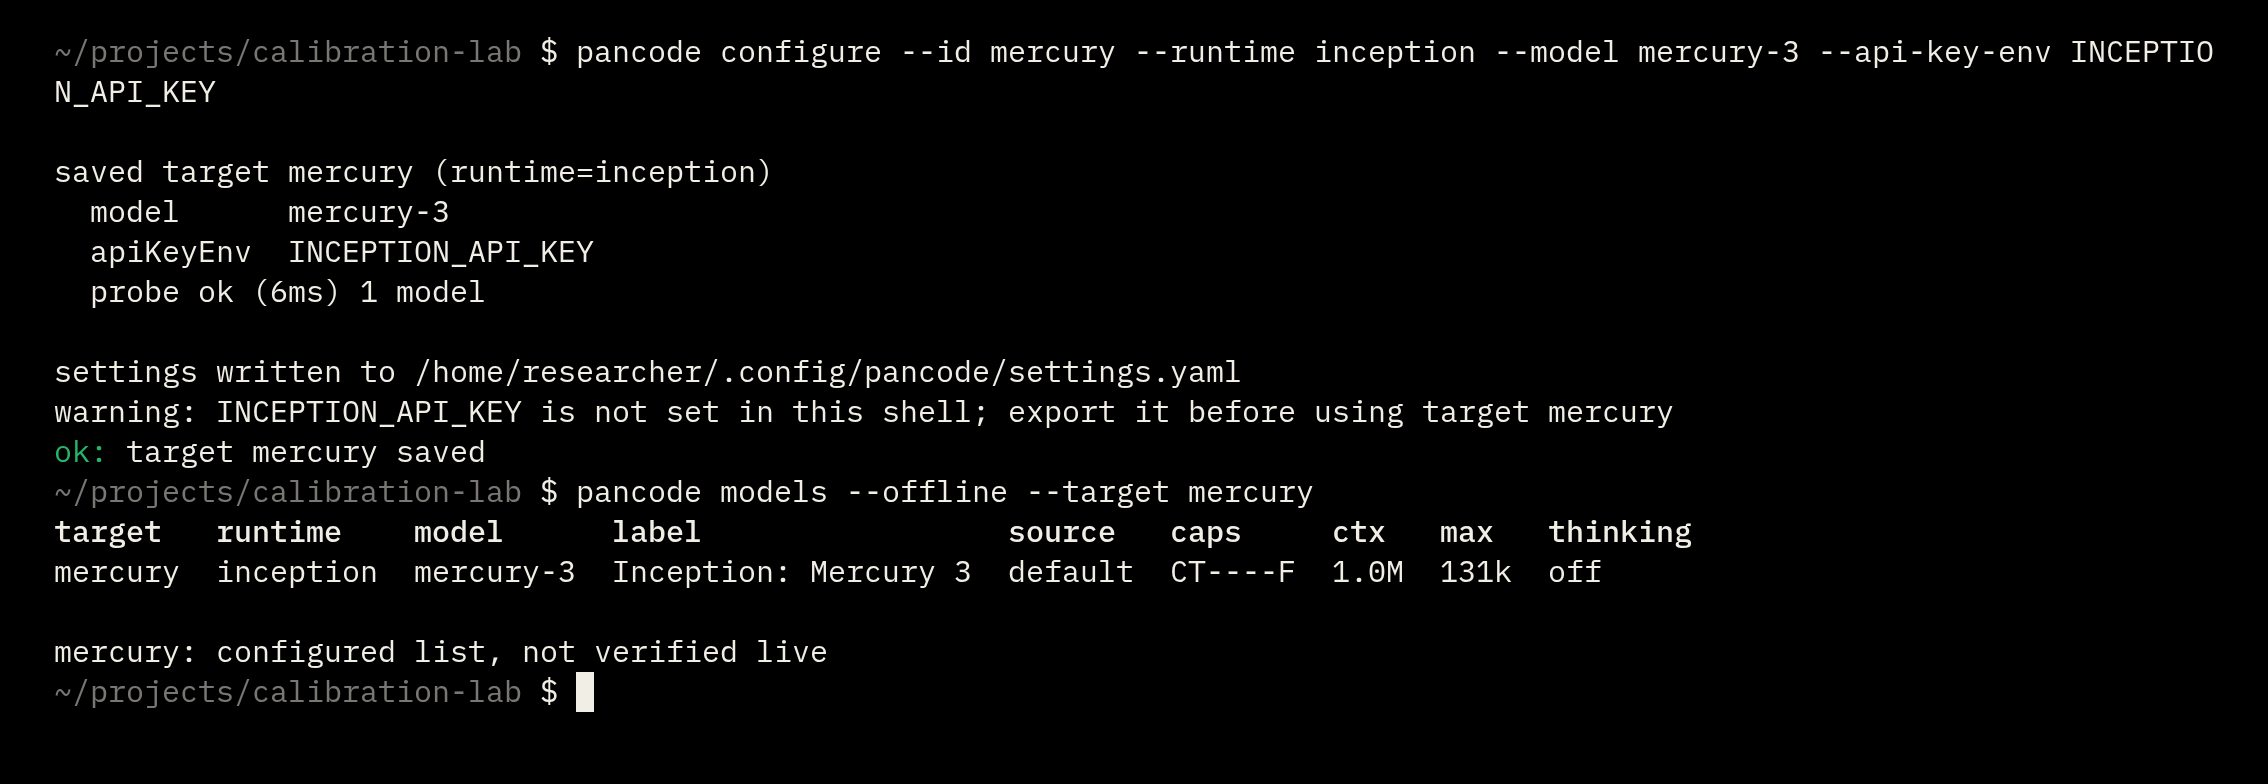 ~/projects/calibration-lab $ pancode configure --id mercury --runtime inception --model mercury-3 --api-key-env INCEPTIO
N_API_KEY
saved target mercury (runtime=inception)
  model      mercury-3
  apiKeyEnv  INCEPTION_API_KEY
  probe ok (6ms) 1 model
settings written to /home/researcher/.config/pancode/settings.yaml
warning: INCEPTION_API_KEY is not set in this shell; export it before using target mercury
ok: target mercury saved
~/projects/calibration-lab $ pancode models --offline --target mercury
target   runtime    model      label                 source   caps     ctx   max   thinking
mercury  inception  mercury-3  Inception: Mercury 3  default  CT----F  1.0M  131k  off
mercury: configured list, not verified live
~/projects/calibration-lab $